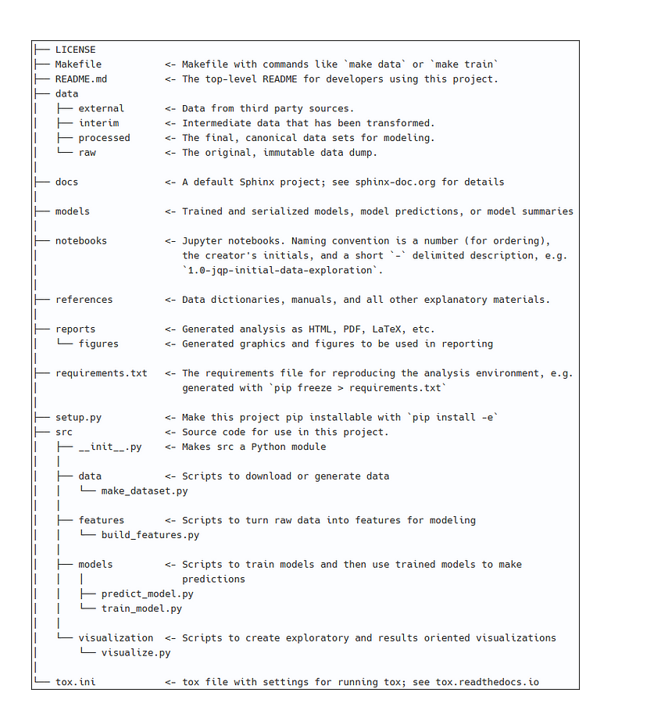 ├── LICENSE
├── Makefile           <- Makefile with commands like `make data` or `make train`
├── README.md          <- The top-level README for developers using this project.
├── data
│   ├── external       <- Data from third party sources.
│   ├── interim        <- Intermediate data that has been transformed.
│   ├── processed      <- The final, canonical data sets for modeling.
│   └── raw            <- The original, immutable data dump.
│
├── docs               <- A default Sphinx project; see sphinx-doc.org for details
│
├── models             <- Trained and serialized models, model predictions, or model summaries
│
├── notebooks          <- Jupyter notebooks. Naming convention is a number (for ordering),
│                         the creator's initials, and a short `-` delimited description, e.g.
│                         `1.0-jqp-initial-data-exploration`.
│
├── references         <- Data dictionaries, manuals, and all other explanatory materials.
│
├── reports            <- Generated analysis as HTML, PDF, LaTeX, etc.
│   └── figures        <- Generated graphics and figures to be used in reporting
│
├── requirements.txt   <- The requirements file for reproducing the analysis environment, e.g.
│                         generated with `pip freeze > requirements.txt`
│
├── setup.py           <- Make this project pip installable with `pip install -e`
├── src                <- Source code for use in this project.
│   ├── __init__.py    <- Makes src a Python module
│   │
│   ├── data           <- Scripts to download or generate data
│   │   └── make_dataset.py
│   │
│   ├── features       <- Scripts to turn raw data into features for modeling
│   │   └── build_features.py
│   │
│   ├── models         <- Scripts to train models and then use trained models to make
│   │   │                 predictions
│   │   ├── predict_model.py
│   │   └── train_model.py
│   │
│   └── visualization  <- Scripts to create exploratory and results oriented visualizations
│       └── visualize.py
│
└── tox.ini            <- tox file with settings for running tox; see tox.readthedocs.io